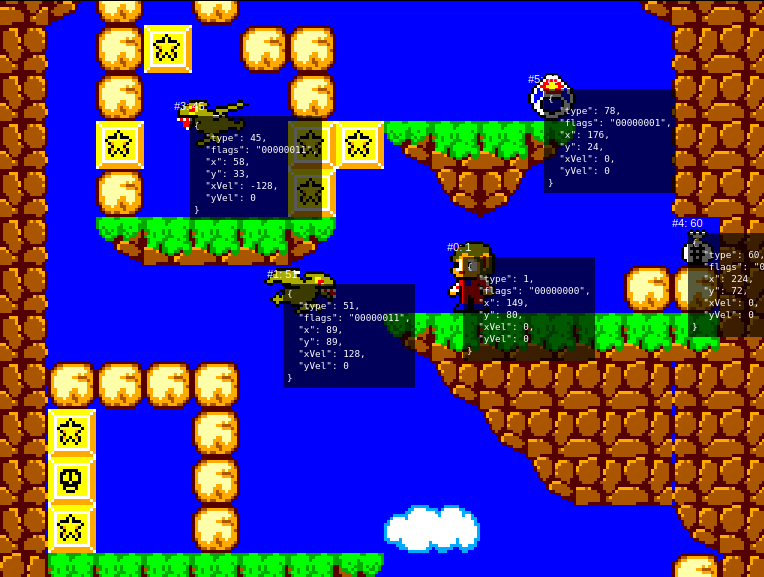 #5:
{
"type": 78,
"flags": "00000001",
"x": 176,
"y": 24,
"xVel": 0,
"yVel": 0
}
#3: 45
{
"type": 45,
"flags": "00000011",
"x": 58,
"y": 33,
"xVel": -128,
"yVel": 0
}
#4: 60
{
"type": 60,
"flags": "0
"x": 224,
"y": 72,
"xVel": 0,
"yVel": 0
}
#0: 1
{
"type": 1,
"flags": "00000000",
"x": 149,
"y": 80,
"xVel": 0,
"yVel": 0
}
#1: 51
{
"type": 51,
"flags": "00000011",
"x": 89,
"y": 89,
"xVel": 128,
"yVel": 0
}